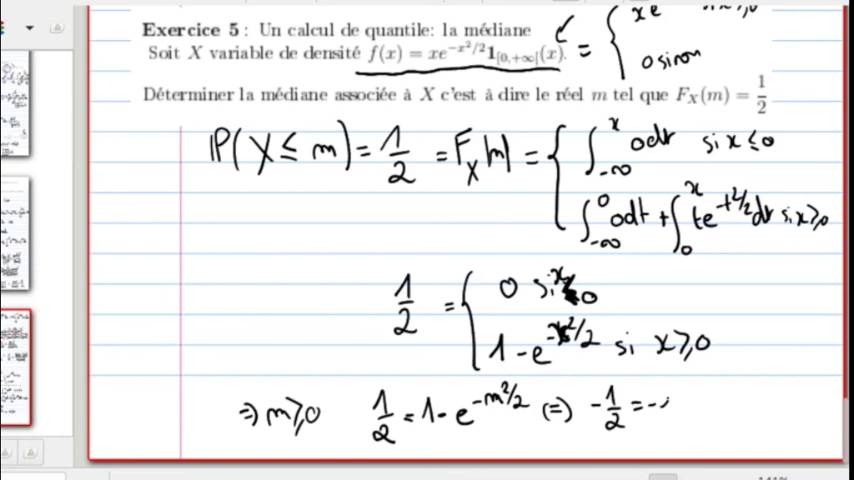 Exercice 5 : Un calcul de quantile: la médiane
Soit X variable de densité f(x) = xe^{-x²/2} 1_{[0,+∞[}(x). = { xe
0 sinon
Déterminer la médiane associée à X c'est à dire le réel m tel que F_X(m) = 1/2
P(X ≤ m) = 1/2 = F_X(m) = { ∫_{-∞}^{x} 0dt si x ≤ 0
∫_{-∞}^{0} 0dt + ∫_{0}^{x} te^{-t²/2} dt si x ≥ 0
1/2 = { 0 si x ≤ 0
1 - e^{-x²/2} si x ≥ 0
⇒ m ≥ 0 1/2 = 1 - e^{-m²/2} (=) -1/2 = -